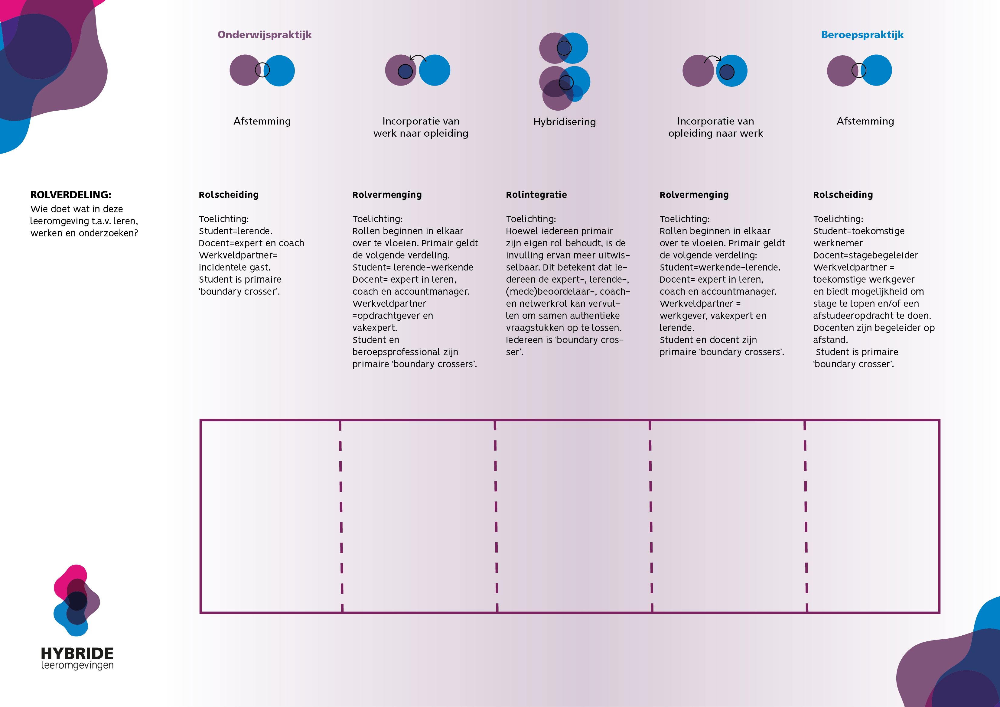 Onderwijspraktijk
Beroepspraktijk
Afstemming
Incorporatie van
werk naar opleiding
Hybridisering
Incorporatie van
opleiding naar werk
Afstemming
ROLVERDELING:
Wie doet wat in deze
leeromgeving t.a.v. leren,
werken en onderzoeken?
Rolscheiding
Toelichting:
Student=lerende.
Docent=expert en coach
Werkveldpartner=
incidentele gast.
Student is primaire
‘boundary crosser’.
Rolvermenging
Toelichting:
Rollen beginnen in elkaar
over te vloeien. Primair geldt
de volgende verdeling.
Student= lerende-werkende
Docent= expert in leren,
coach en accountmanager.
Werkveldpartner
=opdrachtgever en
vakexpert.
Student en
beroepsprofessional zijn
primaire ‘boundary crossers’.
Rolintegratie
Toelichting:
Hoewel iedereen primair
zijn eigen rol behoudt, is de
invulling ervan meer uitwis-
selbaar. Dit betekent dat ie-
dereen de expert-, lerende-,
(mede)beoordelaar-, coach-
en netwerkrol kan vervul-
len om samen authentieke
vraagstukken op te lossen.
Iedereen is ‘boundary cros-
ser’.
Rolvermenging
Toelichting:
Rollen beginnen in elkaar
over te vloeien. Primair geldt
de volgende verdeling:
Student=werkende-lerende.
Docent= expert in leren,
coach en accountmanager.
Werkveldpartner =
werkgever, vakexpert en
lerende.
Student en docent zijn
primaire ‘boundary crossers’.
Rolscheiding
Toelichting:
Student=toekomstige
werknemer
Docent=stagebegeleider
Werkveldpartner =
toekomstige werkgever
en biedt mogelijkheid om
stage te lopen en/of een
afstudeeropdracht te doen.
Docenten zijn begeleider op
afstand.
Student is primaire
‘boundary crosser’.
HYBRIDE
leeromgevingen